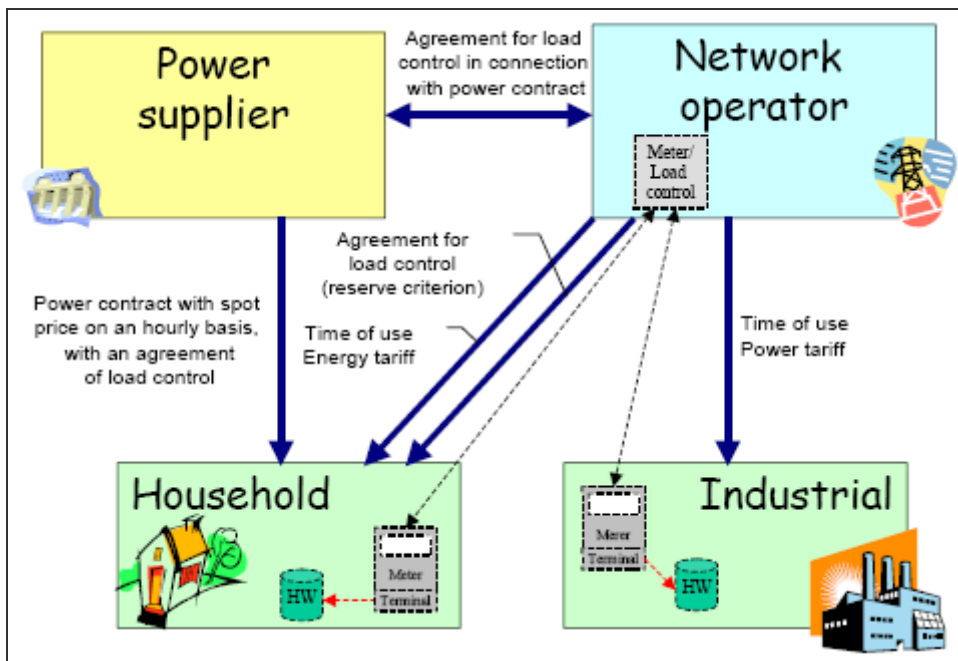 Power
supplier
Agreement for load
control in connection
with power contract
Network
operator
Meter/
Load
control
Agreement for
load control
(reserve criterion)
Power contract with spot
price on an hourly basis,
with an agreement
of load control
Time of use
Energy tariff
Time of use
Power tariff
Household
HW
Meter
Terminal
Industrial
Merer
Terminal
HW